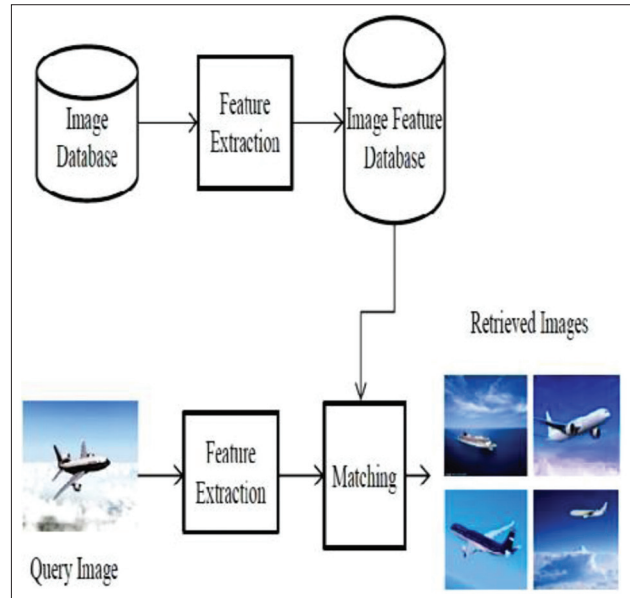 Image
Database
Feature
Extraction
Image Feature
Database
Retrieved Images
Feature
Extraction
Matching
Query Image